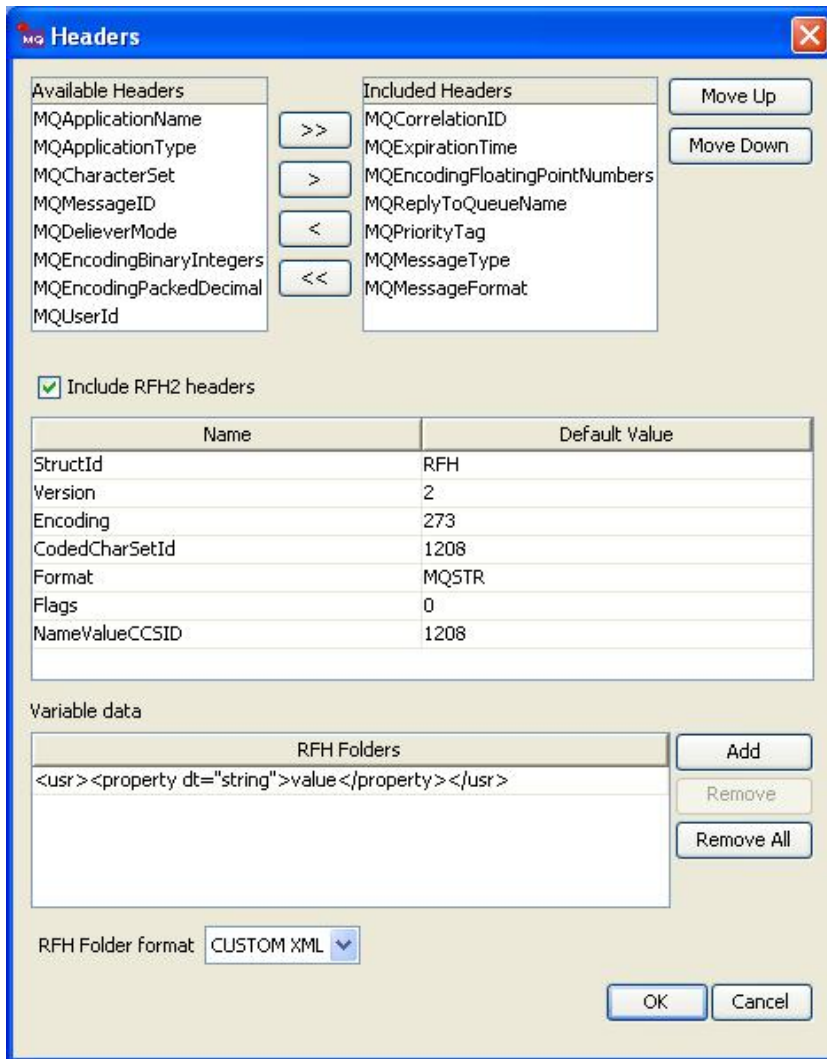 MQ Headers
Available Headers
MQApplicationName
MQApplicationType
MQCharacterSet
MQMessageID
MQDelieverMode
MQEncodingBinaryIntegers
MQEncodingPackedDecimal
MQUserId
>>
>
<
<<
Included Headers
MQCorrelationID
MQExpirationTime
MQEncodingFloatingPointNumbers
MQReplyToQueueName
MQPriorityTag
MQMessageType
MQMessageFormat
Move Up
Move Down
Include RFH2 headers
Name Default Value
StructId RFH
Version 2
Encoding 273
CodedCharSetId 1208
Format MQSTR
Flags 0
NameValueCCSID 1208
Variable data
RFH Folders
<usr><property dt="string">value</property></usr>
Add
Remove
Remove All
RFH Folder format CUSTOM XML
OK Cancel